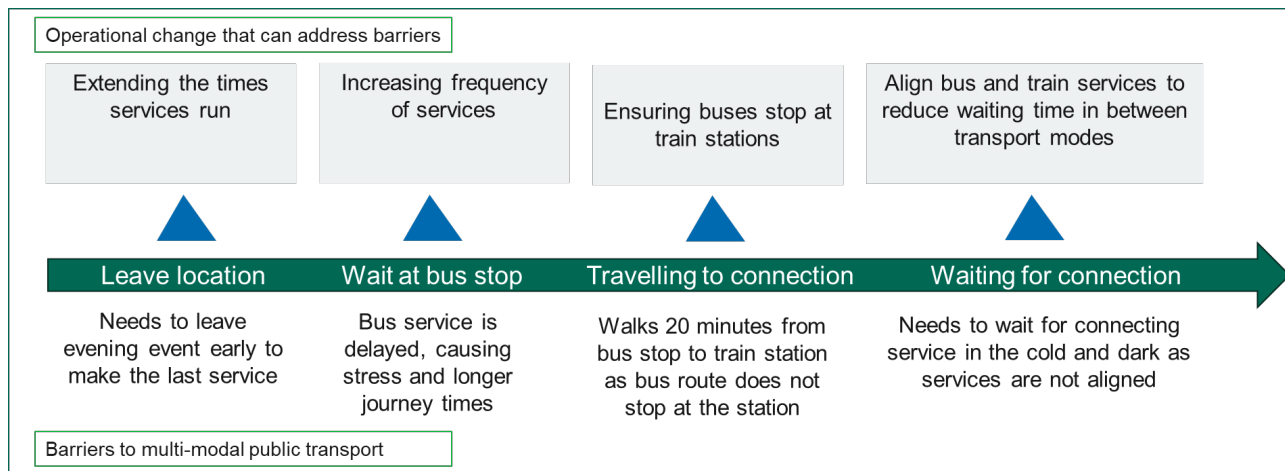 Operational change that can address barriers
Extending the times
services run
Increasing frequency
of services
Ensuring buses stop at
train stations
Align bus and train services to
reduce waiting time in between
transport modes
Leave location
Wait at bus stop
Travelling to connection
Waiting for connection
Needs to leave
evening event early to
make the last service
Bus service is
delayed, causing
stress and longer
journey times
Walks 20 minutes from
bus stop to train station
as bus route does not
stop at the station
Needs to wait for connecting
service in the cold and dark as
services are not aligned
Barriers to multi-modal public transport